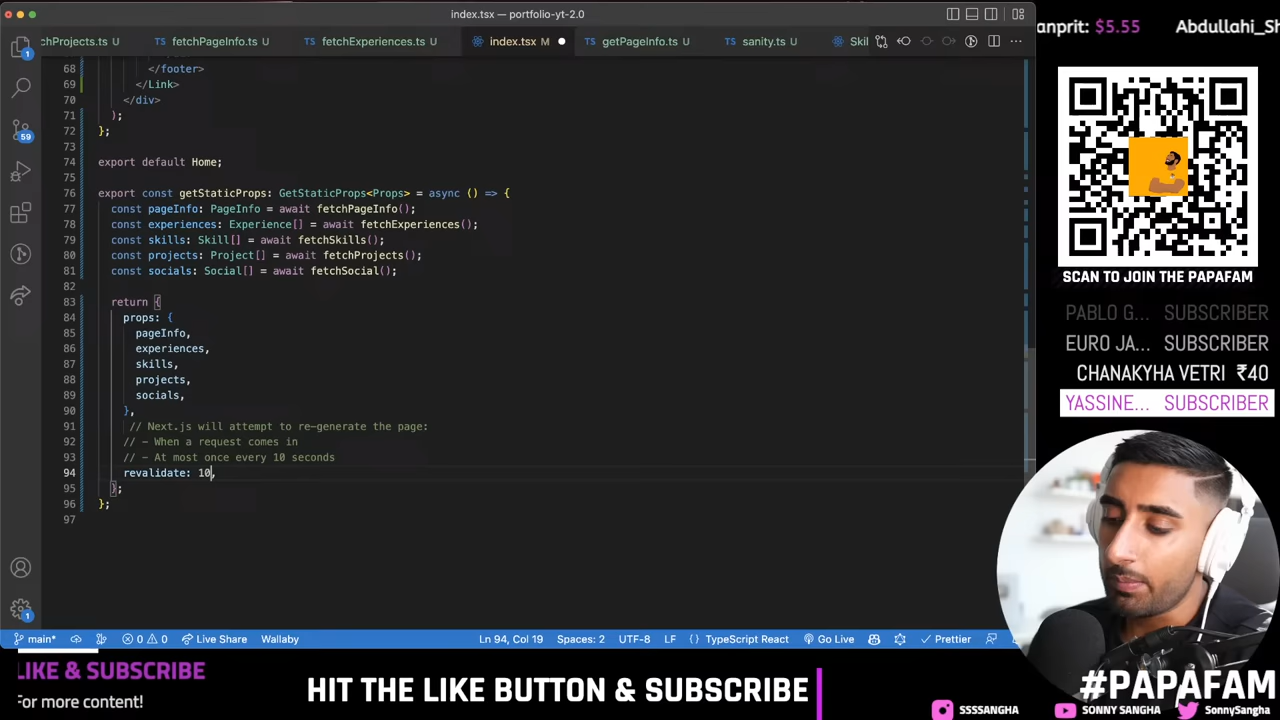 index.tsx — portfolio-yt-2.0
chProjects.ts U
TS fetchPageInfo.ts U
TS fetchExperiences.ts U
index.tsx M
TS getPageInfo.ts U
TS sanity.ts U
Skil
68 </footer>
69 </Link>
70 </div>
71 );
72 };
73
74 export default Home;
75
76 export const getStaticProps: GetStaticProps<Props> = async () => {
77 const pageInfo: PageInfo = await fetchPageInfo();
78 const experiences: Experience[] = await fetchExperiences();
79 const skills: Skill[] = await fetchSkills();
80 const projects: Project[] = await fetchProjects();
81 const socials: Social[] = await fetchSocial();
82
83 return {
84 props: {
85 pageInfo,
86 experiences,
87 skills,
88 projects,
89 socials,
90 },
91 // Next.js will attempt to re-generate the page:
92 // - When a request comes in
93 // - At most once every 10 seconds
94 revalidate: 10,
95 };
96 };
97
1
59
1
main*
0 0
Live Share
Wallaby
Ln 94, Col 19
Spaces: 2
UTF-8
LF
{ } TypeScript React
Go Live
Prettier
anprit: $5.55 Abdullahi_Sh
SCAN TO JOIN THE PAPAFAM
PABLO G... SUBSCRIBER
EURO JA... SUBSCRIBER
CHANAKYHA VETRI ₹40
YASSINE... SUBSCRIBER
LIKE & SUBSCRIBE
For more content!
HIT THE LIKE BUTTON & SUBSCRIBE
#PAPAFAM
SSSSANGHA
SONNY SANGHA
SonnySangha